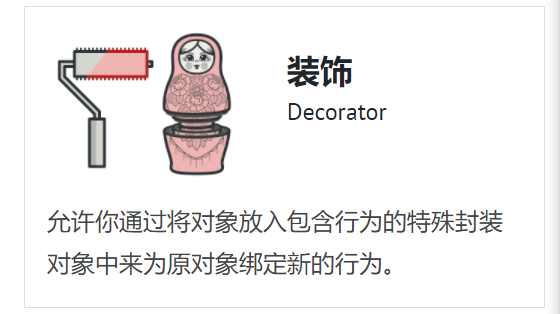 装饰
Decorator
允许你通过将对象放入包含行为的特殊封装
对象中来为原对象绑定新的行为。